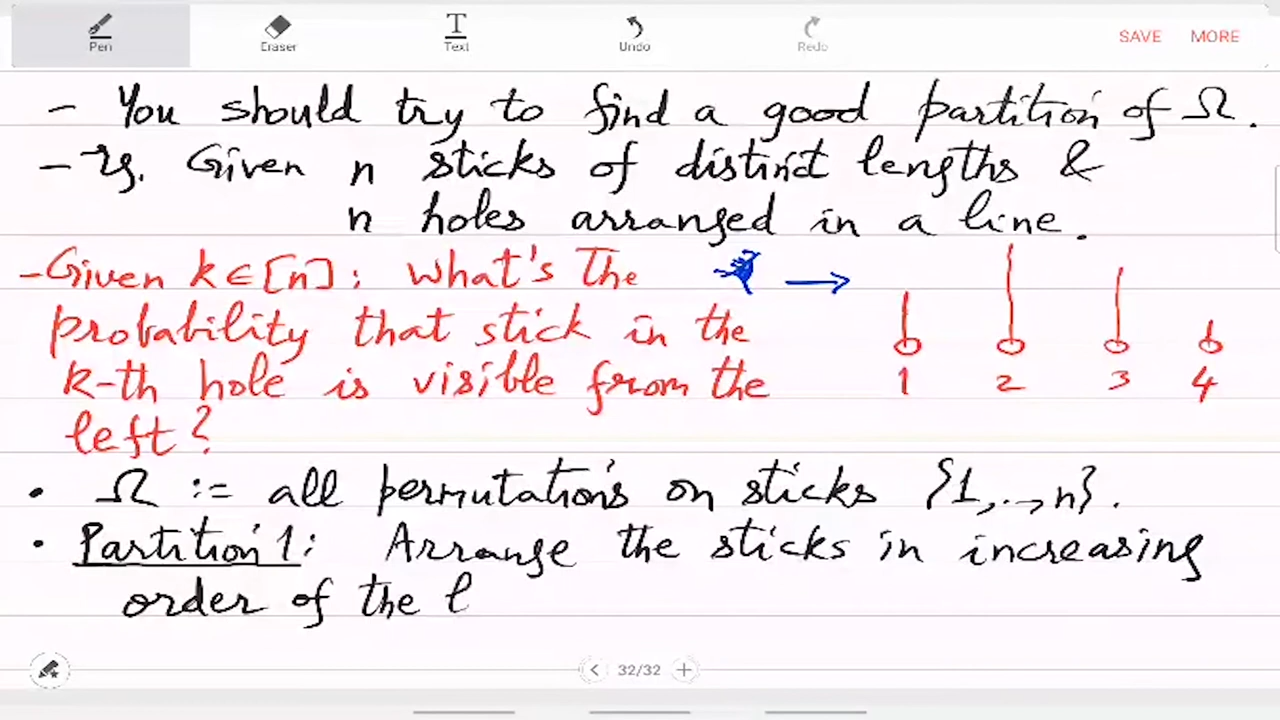 Pen Eraser Text Undo Redo SAVE MORE
- You should try to find a good partition of Ω.
- eg. Given n sticks of distinct lengths &
n holes arranged in a line.
- Given k∈[n]: what's the
probability that stick in the
k-th hole is visible from the
left?
1 2 3 4
• Ω := all permutations on sticks {1,..,n}.
• Partition 1: Arrange the sticks in increasing
order of the l
32/32